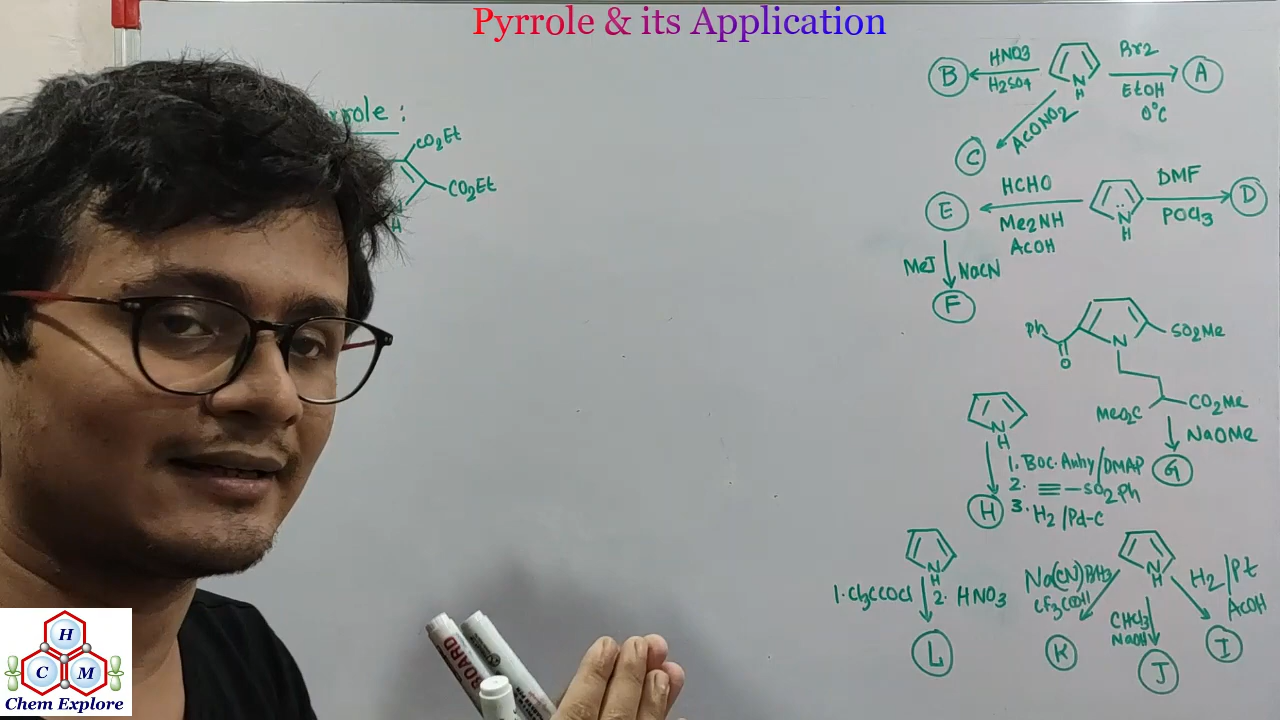 Pyrrole & its Application
rrole :
CO2Et
CO2Et
H
B
HNO3
H2SO4
N
H
Br2
EtOH
0°C
A
C
AcONO2
E
HCHO
Me2NH
AcOH
N
H
DMF
POCl3
D
MeI
NaCN
F
Ph
O
N
SO2Me
MeO2C
CO2Me
NaOMe
G
N
H
1. Boc. Anhy/DMAP
2. ≡—SO2Ph
3. H2/Pd-C
H
N
H
1. Cl3CCOCl
2. HNO3
L
N
H
Na(CN)BH3
CF3COOH
K
CHCl3/
NaOH
J
H2/Pt
AcOH
I
BOARD
H
C M
Chem Explore